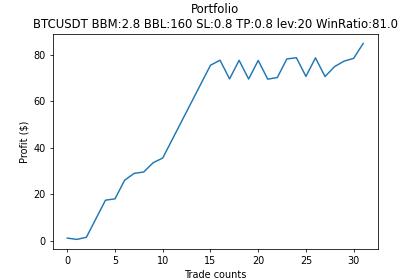 Portfolio
BTCUSDT BBM:2.8 BBL:160 SL:0.8 TP:0.8 lev:20 WinRatio:81.0
80
60
40
20
0
Profit ($)
0 5 10 15 20 25 30
Trade counts